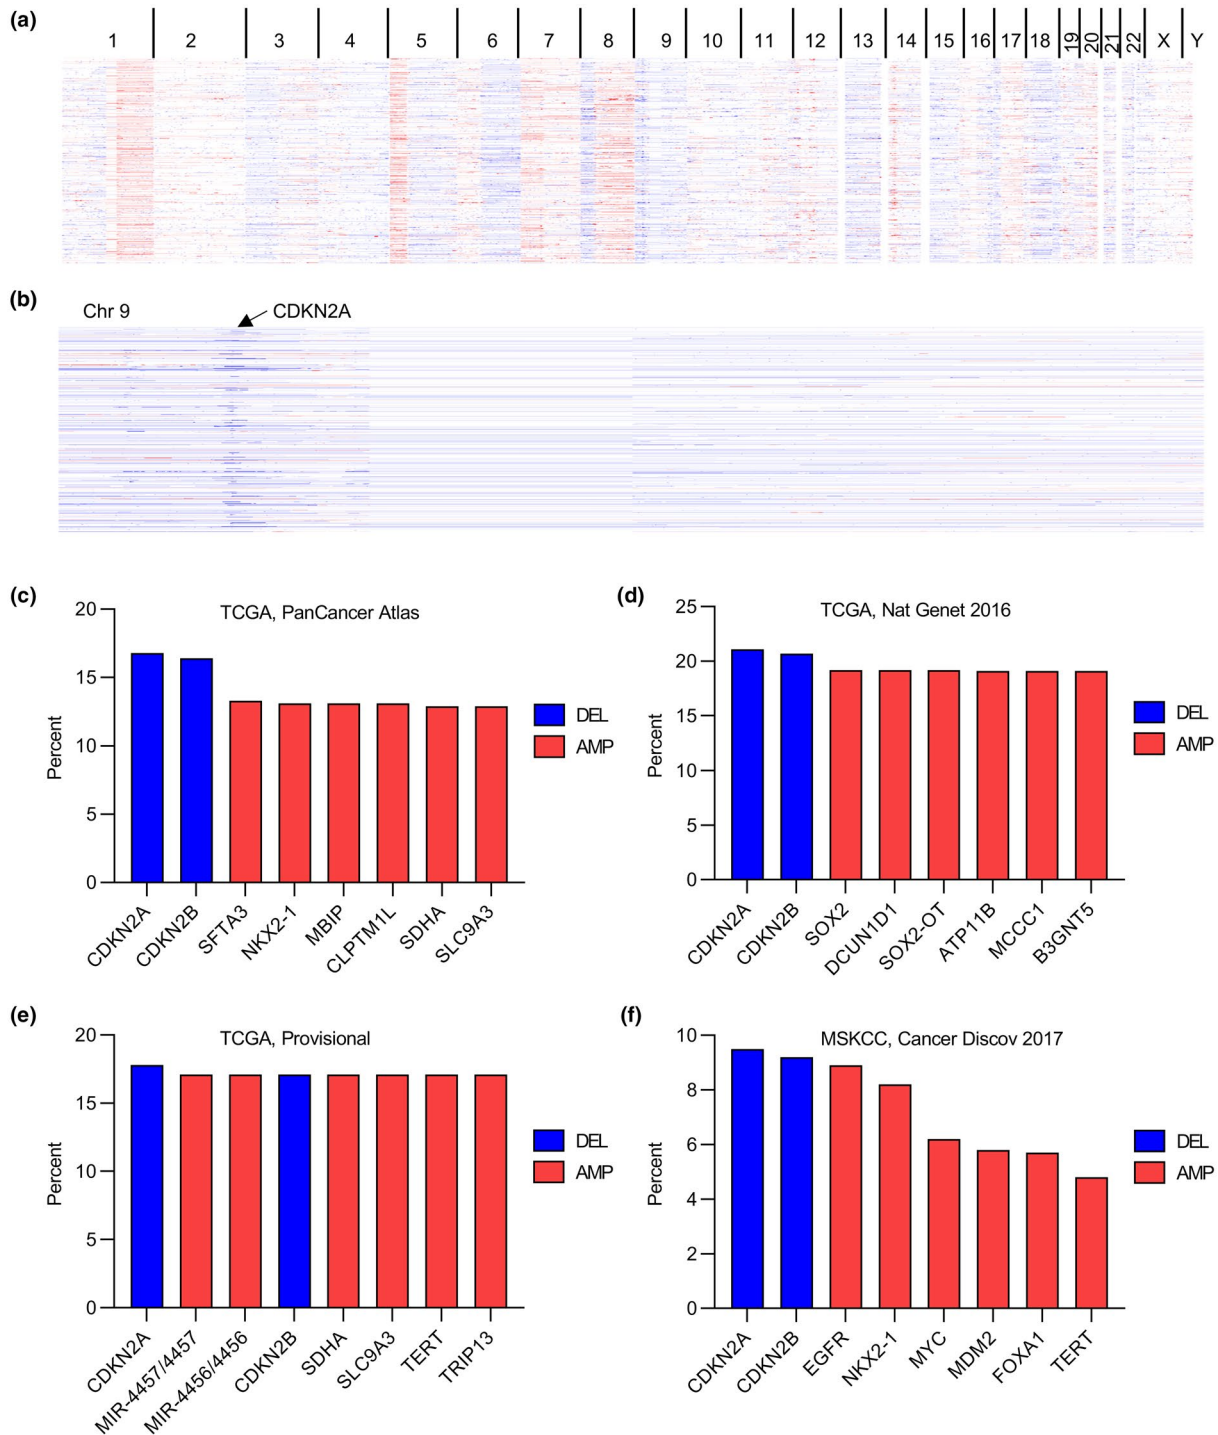 (a)
1 2 3 4 5 6 7 8 9 10 11 12 13 14 15 16 17 18 19 20 21 22 X Y
(b)
Chr 9
CDKN2A
(c)
TCGA, PanCancer Atlas
20
15
10
5
0
Percent
DEL
AMP
CDKN2A
CDKN2B
SFTA3
NKX2-1
MBIP
CLPTM1L
SDHA
SLC9A3
(d)
TCGA, Nat Genet 2016
25
20
15
10
5
0
Percent
DEL
AMP
CDKN2A
CDKN2B
SOX2
DCUN1D1
SOX2-OT
ATP11B
MCCC1
B3GNT5
(e)
TCGA, Provisional
20
15
10
5
0
Percent
DEL
AMP
CDKN2A
MIR-4457/4457
MIR-4456/4456
CDKN2B
SDHA
SLC9A3
TERT
TRIP13
(f)
MSKCC, Cancer Discov 2017
10
8
6
4
2
0
Percent
DEL
AMP
CDKN2A
CDKN2B
EGFR
NKX2-1
MYC
MDM2
FOXA1
TERT